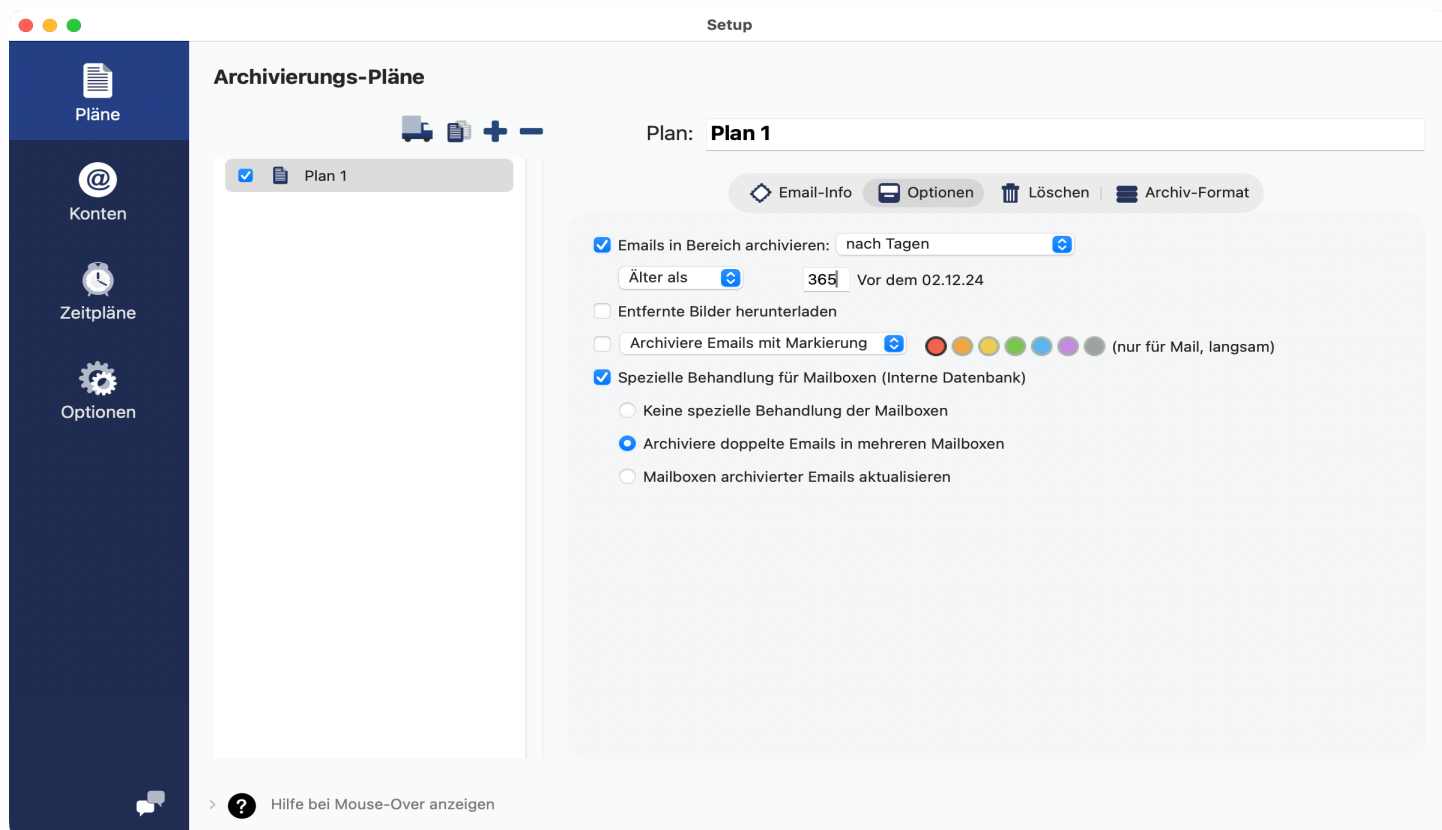 Setup
Pläne
Konten
Zeitpläne
Optionen
Archivierungs-Pläne
Plan 1
Plan: Plan 1
Email-Info Optionen Löschen Archiv-Format
Emails in Bereich archivieren: nach Tagen
Älter als 365 Vor dem 02.12.24
Entfernte Bilder herunterladen
Archiviere Emails mit Markierung (nur für Mail, langsam)
Spezielle Behandlung für Mailboxen (Interne Datenbank)
Keine spezielle Behandlung der Mailboxen
Archiviere doppelte Emails in mehreren Mailboxen
Mailboxen archivierter Emails aktualisieren
? Hilfe bei Mouse-Over anzeigen